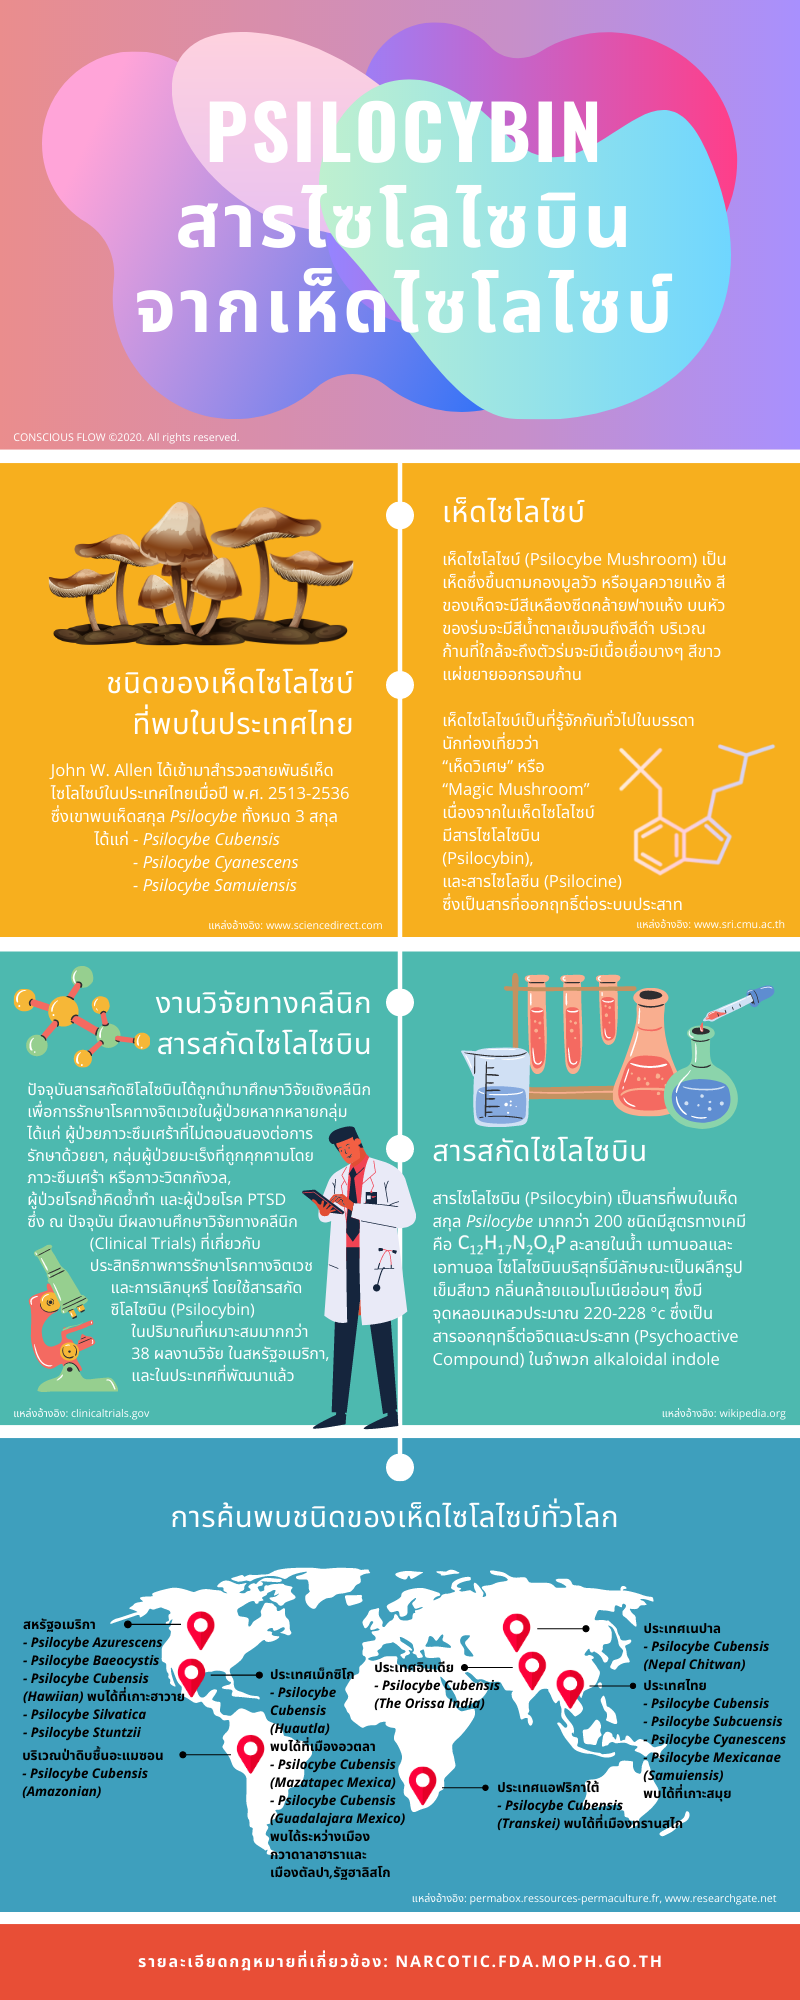 PSILOCYBIN
สารไซโลไซบิน
จากเห็ดไซโลไซบ์
CONSCIOUS FLOW ©2020. All rights reserved.
ชนิดของเห็ดไซโลไซบ์
ที่พบในประเทศไทย
John W. Allen ได้เข้ามาสำรวจสายพันธ์เห็ด
ไซโลไซบ์ในประเทศไทยเมื่อปี พ.ศ. 2513-2536
ซึ่งเขาพบเห็ดสกุล Psilocybe ทั้งหมด 3 สกุล
ได้แก่ - Psilocybe Cubensis
- Psilocybe Cyanescens
- Psilocybe Samuiensis
แหล่งอ้างอิง: www.sciencedirect.com
เห็ดไซโลไซบ์
เห็ดไซโลไซบ์ (Psilocybe Mushroom) เป็น
เห็ดซึ่งขึ้นตามกองมูลวัว หรือมูลควายแห้ง สี
ของเห็ดจะมีสีเหลืองซีดคล้ายฟางแห้ง บนหัว
ของร่มจะมีสีน้ำตาลเข้มจนถึงสีดำ บริเวณ
ก้านที่ใกล้จะถึงตัวร่มจะมีเนื้อเยื่อบางๆ สีขาว
แผ่ขยายออกรอบก้าน
เห็ดไซโลไซบ์เป็นที่รู้จักกันทั่วไปในบรรดา
นักท่องเที่ยวว่า
“เห็ดวิเศษ” หรือ
“Magic Mushroom”
เนื่องจากในเห็ดไซโลไซบ์
มีสารไซโลไซบิน
(Psilocybin),
และสารไซโลซีน (Psilocine)
ซึ่งเป็นสารที่ออกฤทธิ์ต่อระบบประสาท
แหล่งอ้างอิง: www.sri.cmu.ac.th
งานวิจัยทางคลีนิก
สารสกัดไซโลไซบิน
ปัจจุบันสารสกัดซิโลไซบินได้ถูกนำมาศึกษาวิจัยเชิงคลีนิก
เพื่อการรักษาโรคทางจิตเวชในผู้ป่วยหลากหลายกลุ่ม
ได้แก่ ผู้ป่วยภาวะซึมเศร้าที่ไม่ตอบสนองต่อการ
รักษาด้วยยา, กลุ่มผู้ป่วยมะเร็งที่ถูกคุกคามโดย
ภาวะซึมเศร้า หรือภาวะวิตกกังวล,
ผู้ป่วยโรคย้ำคิดย้ำทำ และผู้ป่วยโรค PTSD
ซึ่ง ณ ปัจจุบัน มีผลงานศึกษาวิจัยทางคลีนิก
(Clinical Trials) ที่เกี่ยวกับ
ประสิทธิภาพการรักษาโรคทางจิตเวช
และการเลิกบุหรี่ โดยใช้สารสกัด
ซิโลไซบิน (Psilocybin)
ในปริมาณที่เหมาะสมมากกว่า
38 ผลงานวิจัย ในสหรัฐอเมริกา,
และในประเทศที่พัฒนาแล้ว
แหล่งอ้างอิง: clinicaltrials.gov
สารสกัดไซโลไซบิน
สารไซโลไซบิน (Psilocybin) เป็นสารที่พบในเห็ด
สกุล Psilocybe มากกว่า 200 ชนิดมีสูตรทางเคมี
คือ C₁₂H₁₇N₂O₄P ละลายในน้ำ เมทานอลและ
เอทานอล ไซโลไซบินบริสุทธิ์มีลักษณะเป็นผลึกรูป
เข็มสีขาว กลิ่นคล้ายแอมโมเนียอ่อนๆ ซึ่งมี
จุดหลอมเหลวประมาณ 220-228 °c ซึ่งเป็น
สารออกฤทธิ์ต่อจิตและประสาท (Psychoactive
Compound) ในจำพวก alkaloidal indole
แหล่งอ้างอิง: wikipedia.org
การค้นพบชนิดของเห็ดไซโลไซบ์ทั่วโลก
สหรัฐอเมริกา
- Psilocybe Azurescens
- Psilocybe Baeocystis
- Psilocybe Cubensis
(Hawiian) พบได้ที่เกาะฮาวาย
- Psilocybe Silvatica
- Psilocybe Stuntzii
บริเวณป่าดิบชื้นอะแมซอน
- Psilocybe Cubensis
(Amazonian)
ประเทศเม็กซิโก
- Psilocybe
Cubensis
(Huautla)
พบได้ที่เมืองอวตลา
- Psilocybe Cubensis
(Mazatapec Mexica)
- Psilocybe Cubensis
(Guadalajara Mexico)
พบได้ระหว่างเมือง
กวาดาลาฮาราและ
เมืองตัลปา,รัฐฮาลิสโก
ประเทศอินเดีย
- Psilocybe Cubensis
(The Orissa India)
ประเทศแอฟริกาใต้
- Psilocybe Cubensis
(Transkei) พบได้ที่เมืองทรานสไก
ประเทศเนปาล
- Psilocybe Cubensis
(Nepal Chitwan)
ประเทศไทย
- Psilocybe Cubensis
- Psilocybe Subcuensis
- Psilocybe Cyanescens
- Psilocybe Mexicanae
(Samuiensis)
พบได้ที่เกาะสมุย
แหล่งอ้างอิง: permabox.ressources-permaculture.fr, www.researchgate.net
รายละเอียดกฎหมายที่เกี่ยวข้อง: NARCOTIC.FDA.MOPH.GO.TH